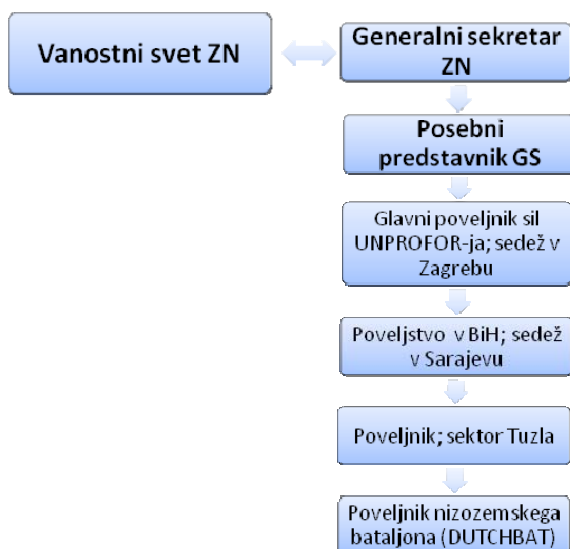 Vanostni svet ZN
Generalni sekretar
ZN
Posebni
predstavnik GS
Glavni poveljnik sil
UNPROFOR-ja; sedež v
Zagrebu
Poveljstvo v BiH; sedež
v Sarajevu
Poveljnik; sektor Tuzla
Poveljnik nizozemskega
bataljona (DUTCHBAT)